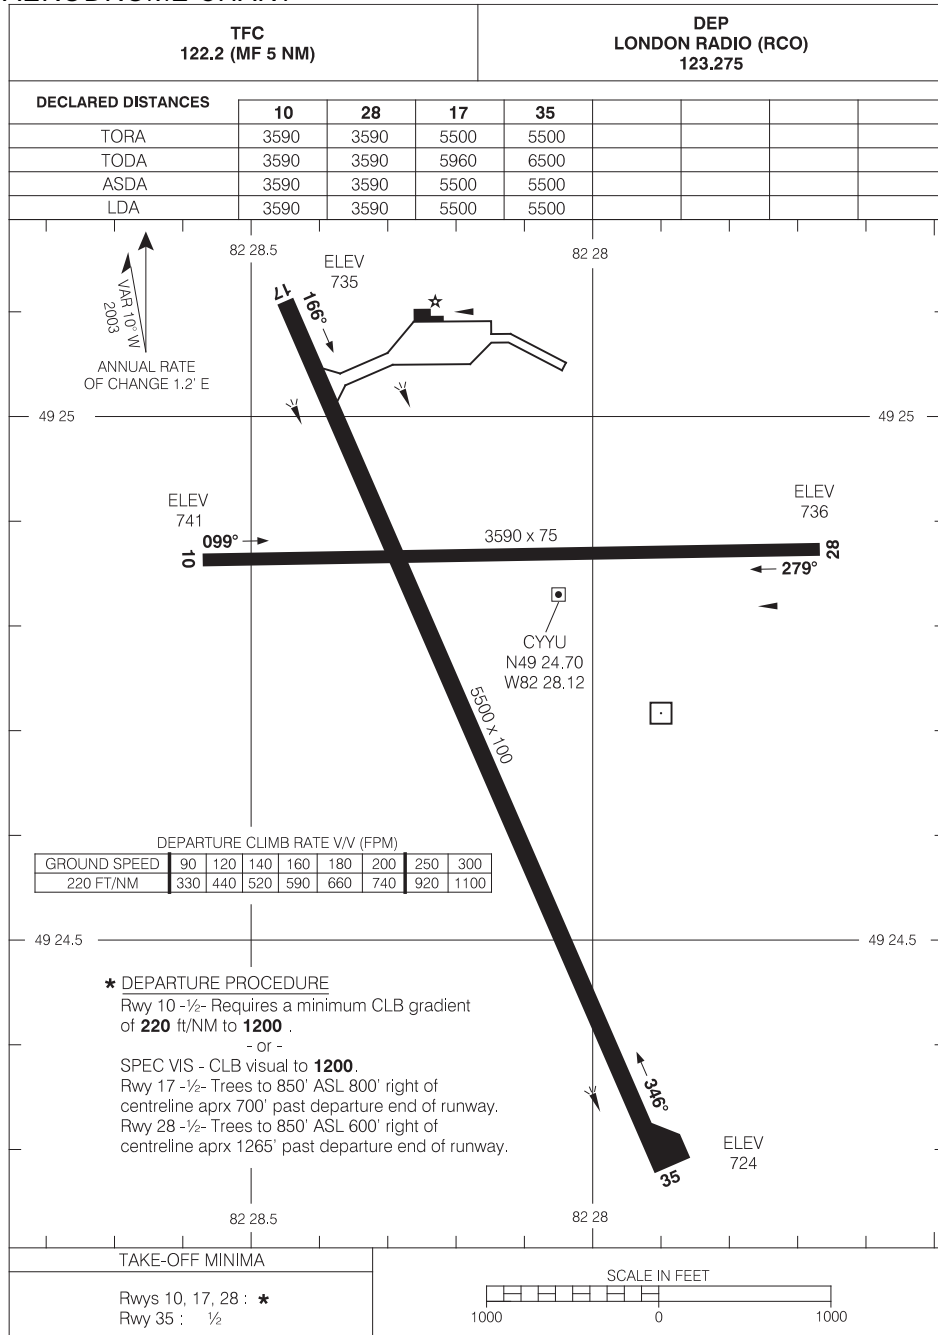 TFC
122.2 (MF 5 NM)
DEP
LONDON RADIO (RCO)
123.275
DECLARED DISTANCES 10 28 17 35
TORA 3590 3590 5500 5500
TODA 3590 3590 5960 6500
ASDA 3590 3590 5500 5500
LDA 3590 3590 5500 5500
82 28.5
82 28
VAR 10° W
2003
ANNUAL RATE
OF CHANGE 1.2' E
ELEV
735
17
166°
49 25
49 25
ELEV
741
099°
10
3590 x 75
ELEV
736
28
279°
CYYU
N49 24.70
W82 28.12
5500 x 100
DEPARTURE CLIMB RATE V/V (FPM)
GROUND SPEED 90 120 140 160 180 200 250 300
220 FT/NM 330 440 520 590 660 740 920 1100
49 24.5
49 24.5
* DEPARTURE PROCEDURE
Rwy 10 -½- Requires a minimum CLB gradient
of 220 ft/NM to 1200 .
- or -
SPEC VIS - CLB visual to 1200.
Rwy 17 -½- Trees to 850' ASL 800' right of
centreline aprx 700' past departure end of runway.
Rwy 28 -½- Trees to 850' ASL 600' right of
centreline aprx 1265' past departure end of runway.
346°
35
ELEV
724
82 28.5
82 28
TAKE-OFF MINIMA
Rwys 10, 17, 28 : *
Rwy 35 : ½
SCALE IN FEET
1000 0 1000